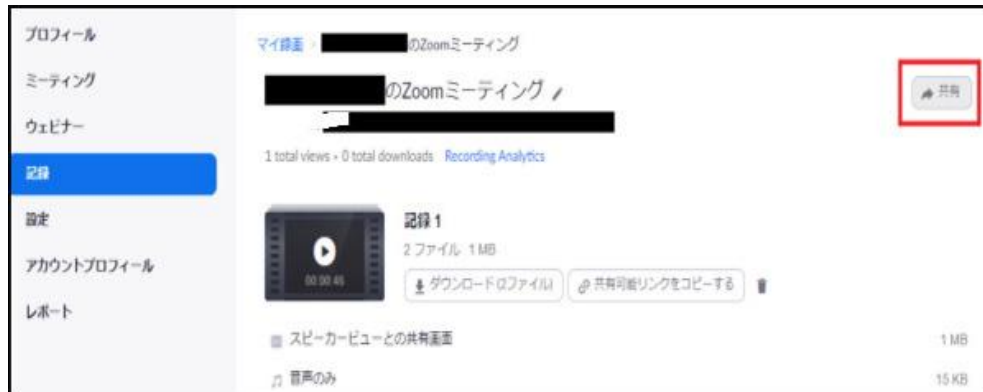 プロフィール
ミーティング
ウェビナー
記録
設定
アカウントプロフィール
レポート
マイ録画 › のZoomミーティング
のZoomミーティング
共有
1 total views • 0 total downloads Recording Analytics
記録 1
2 ファイル 1 MB
00:00:45
ダウンロード (2ファイル) 共有可能リンクをコピーする
スピーカービューとの共有画面 1 MB
音声のみ 15 KB